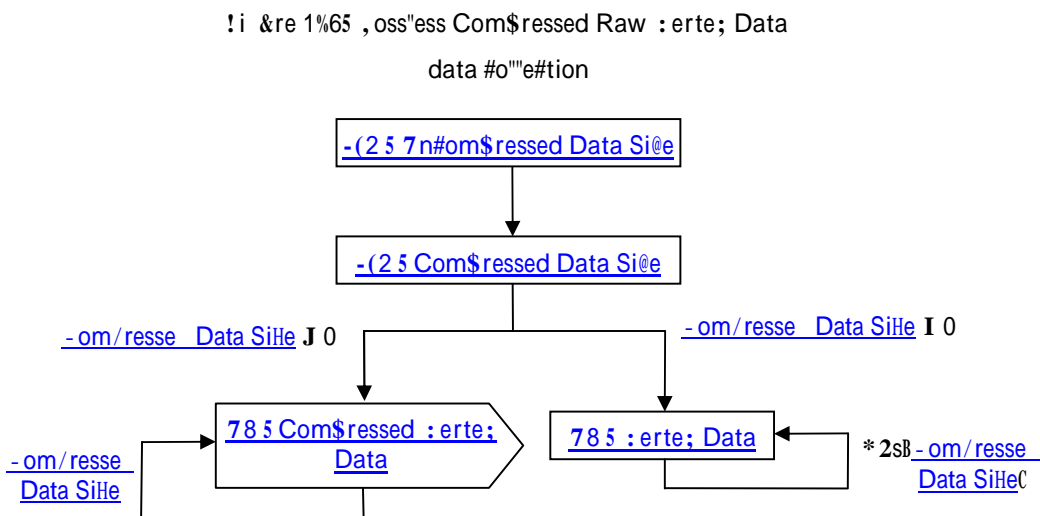 !i &re 1%65 , oss"ess Com$ressed Raw : erte; Data
data #o""e#tion
-(2 5 7n#om$ressed Data Si@e
-(2 5 Com$ressed Data Si@e
-om/resse Data SiHe J 0
-om/resse Data SiHe I 0
785 Com$ressed : erte;
Data
785 : erte; Data
-om/resse
Data SiHe
*2sB-om/resse
Data SiHeC